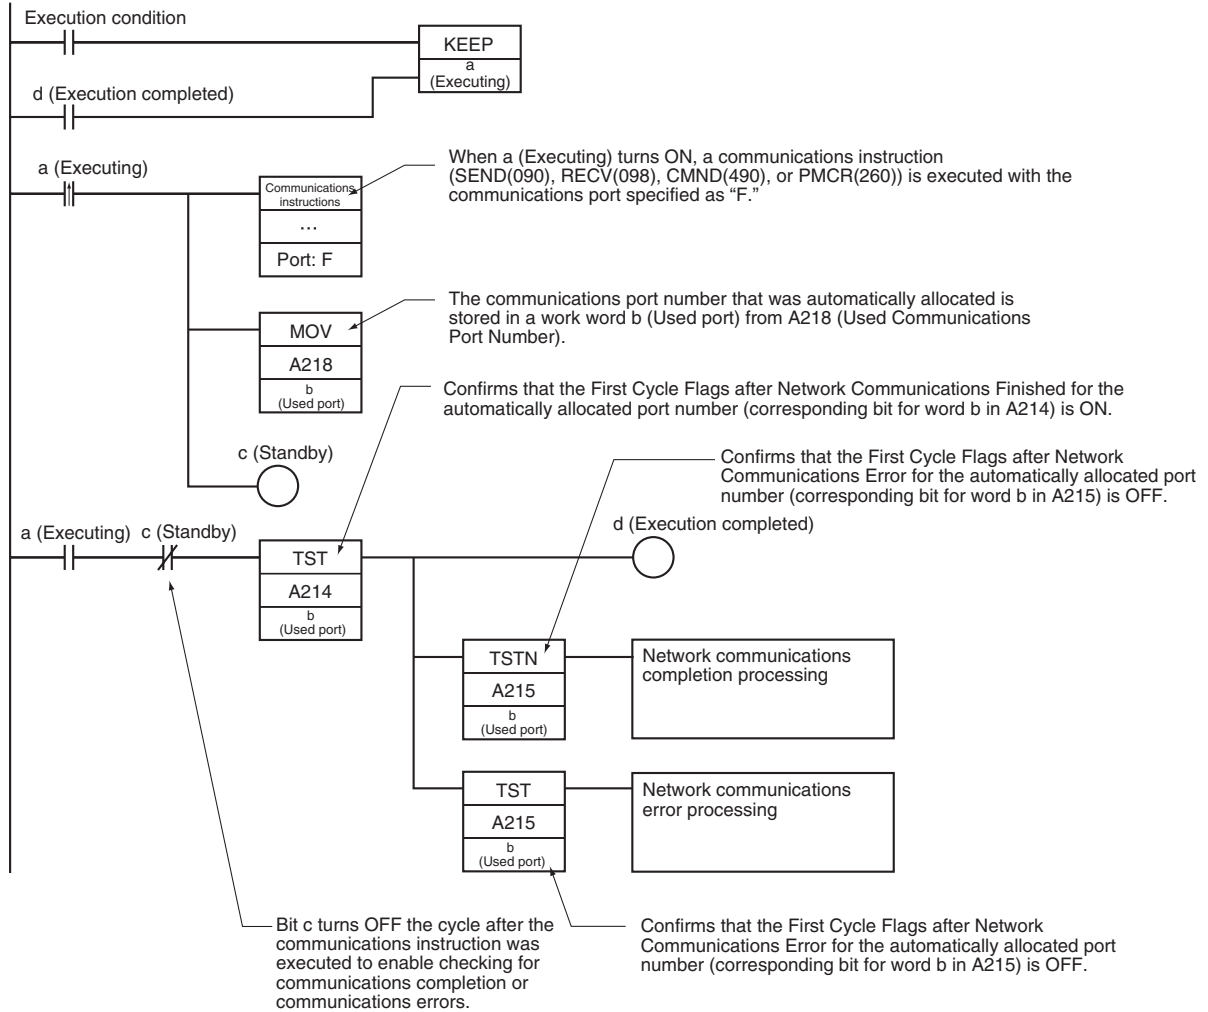 Execution condition
KEEP
a
(Executing)
d (Execution completed)
a (Executing)
Communications
instructions
...
Port: F
When a (Executing) turns ON, a communications instruction
(SEND(090), RECV(098), CMND(490), or PMCR(260)) is executed with the
communications port specified as “F.”
MOV
A218
b
(Used port)
The communications port number that was automatically allocated is
stored in a work word b (Used port) from A218 (Used Communications
Port Number).
Confirms that the First Cycle Flags after Network Communications Finished for the
automatically allocated port number (corresponding bit for word b in A214) is ON.
c (Standby)
Confirms that the First Cycle Flags after Network
Communications Error for the automatically allocated port
number (corresponding bit for word b in A215) is OFF.
a (Executing)
c (Standby)
TST
A214
b
(Used port)
d (Execution completed)
TSTN
A215
b
(Used port)
Network communications
completion processing
TST
A215
b
(Used port)
Network communications
error processing
Bit c turns OFF the cycle after the
communications instruction was
executed to enable checking for
communications completion or
communications errors.
Confirms that the First Cycle Flags after Network
Communications Error for the automatically allocated port
number (corresponding bit for word b in A215) is OFF.